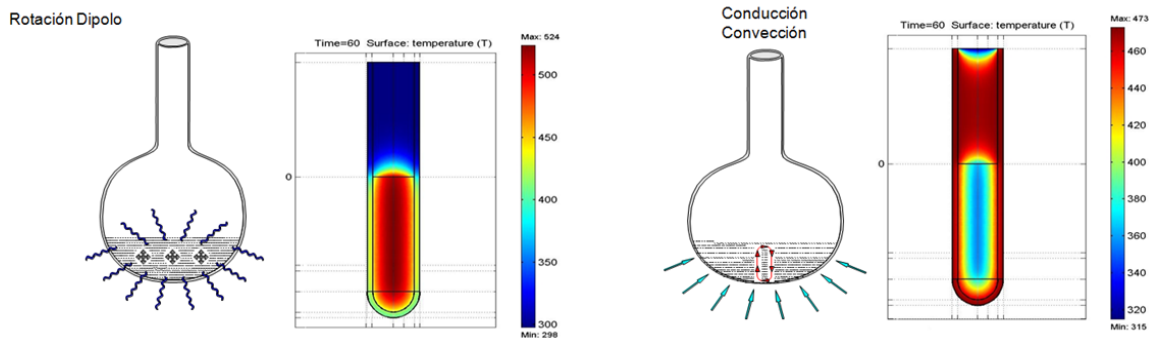 Rotación Dipolo
Time=60 Surface: temperature (T)
Max: 524
500
450
400
350
300
Min: 298
0
Conducción
Convección
Time=60 Surface: temperature (T)
Max: 473
460
440
420
400
380
360
340
320
Min: 315
0